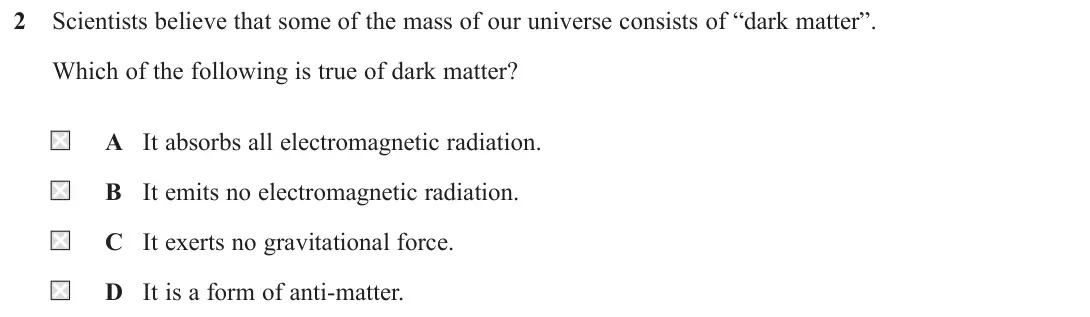 2 Scientists believe that some of the mass of our universe consists of “dark matter”.
Which of the following is true of dark matter?
A It absorbs all electromagnetic radiation.
B It emits no electromagnetic radiation.
C It exerts no gravitational force.
D It is a form of anti-matter.